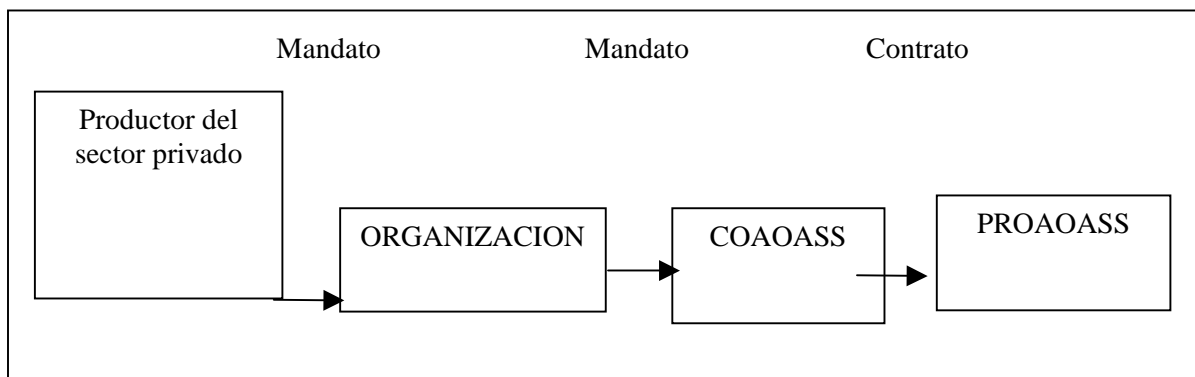 Mandato Mandato Contrato
Productor del
sector privado
ORGANIZACION COAOASS PROAOASS